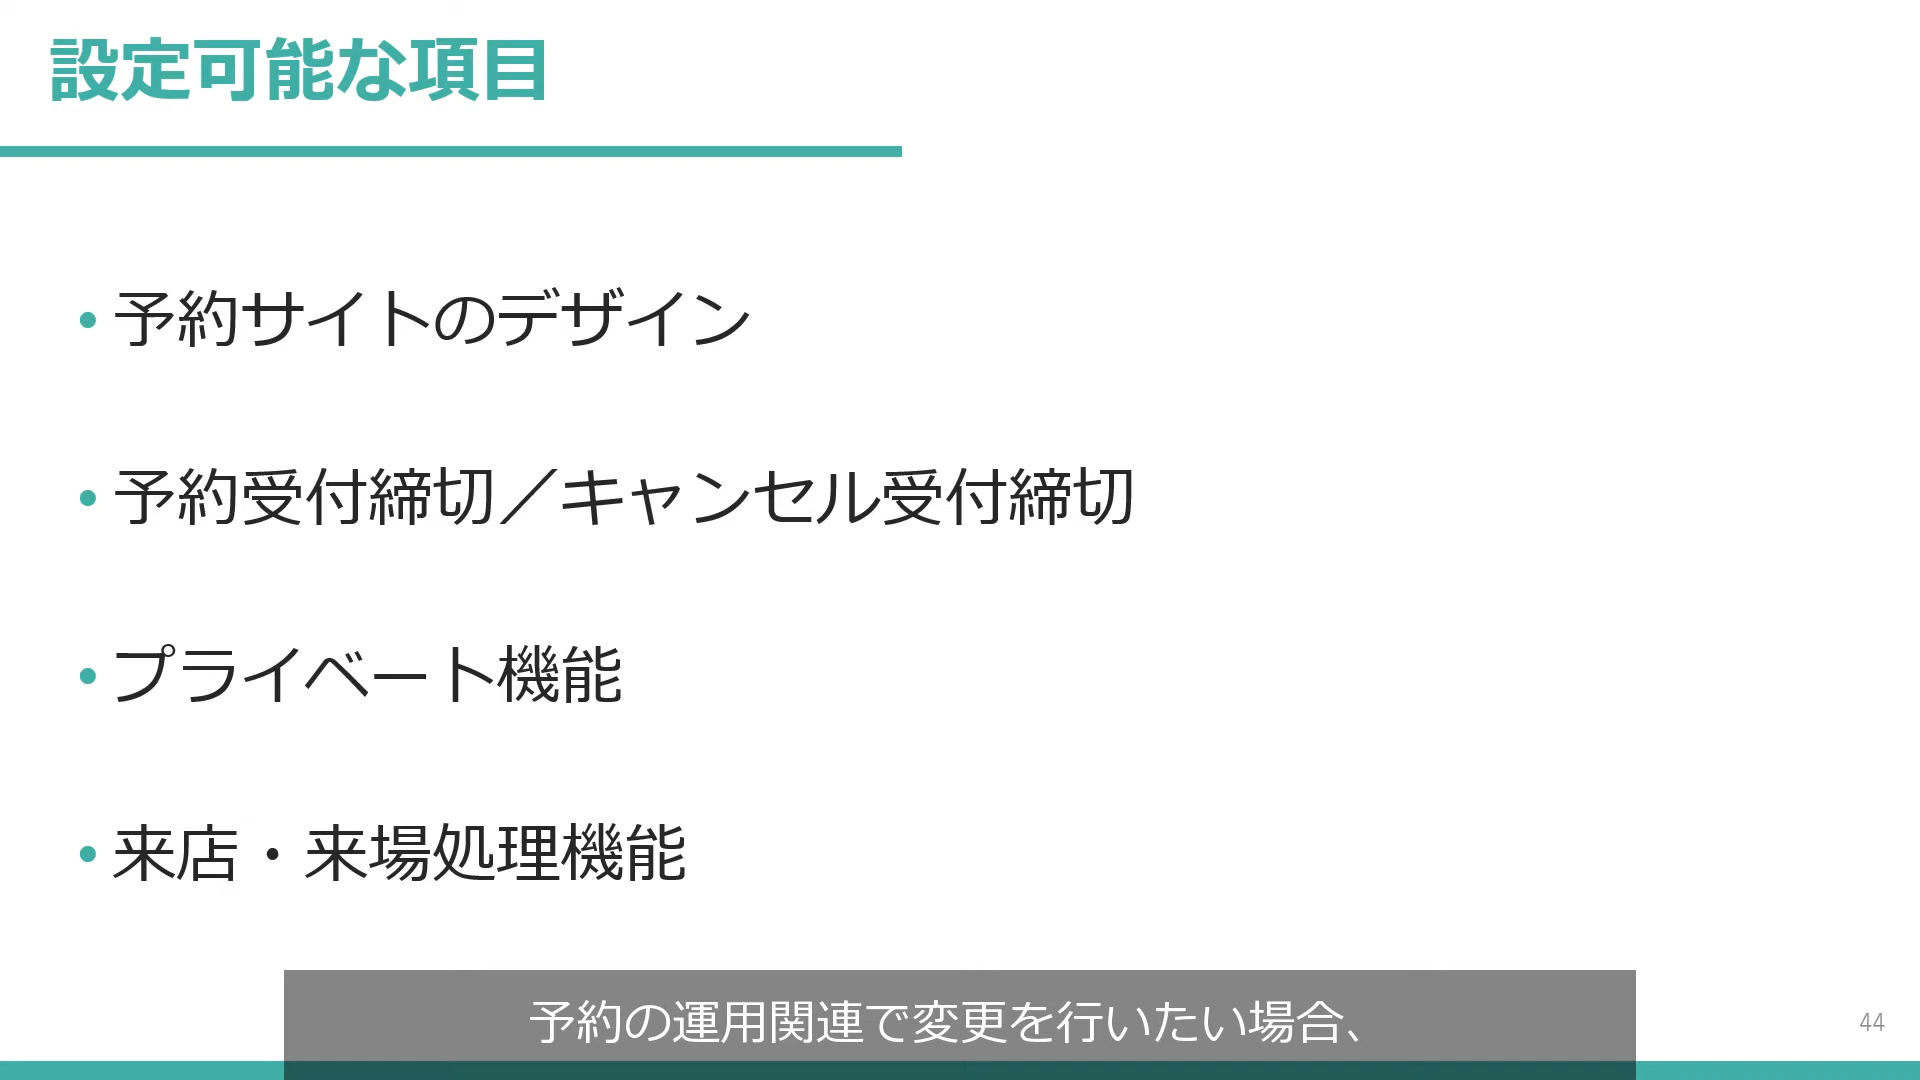 設定可能な項目
• 予約サイトのデザイン
• 予約受付締切／キャンセル受付締切
• プライベート機能
• 来店・来場処理機能
予約の運用関連で変更を行いたい場合、
44